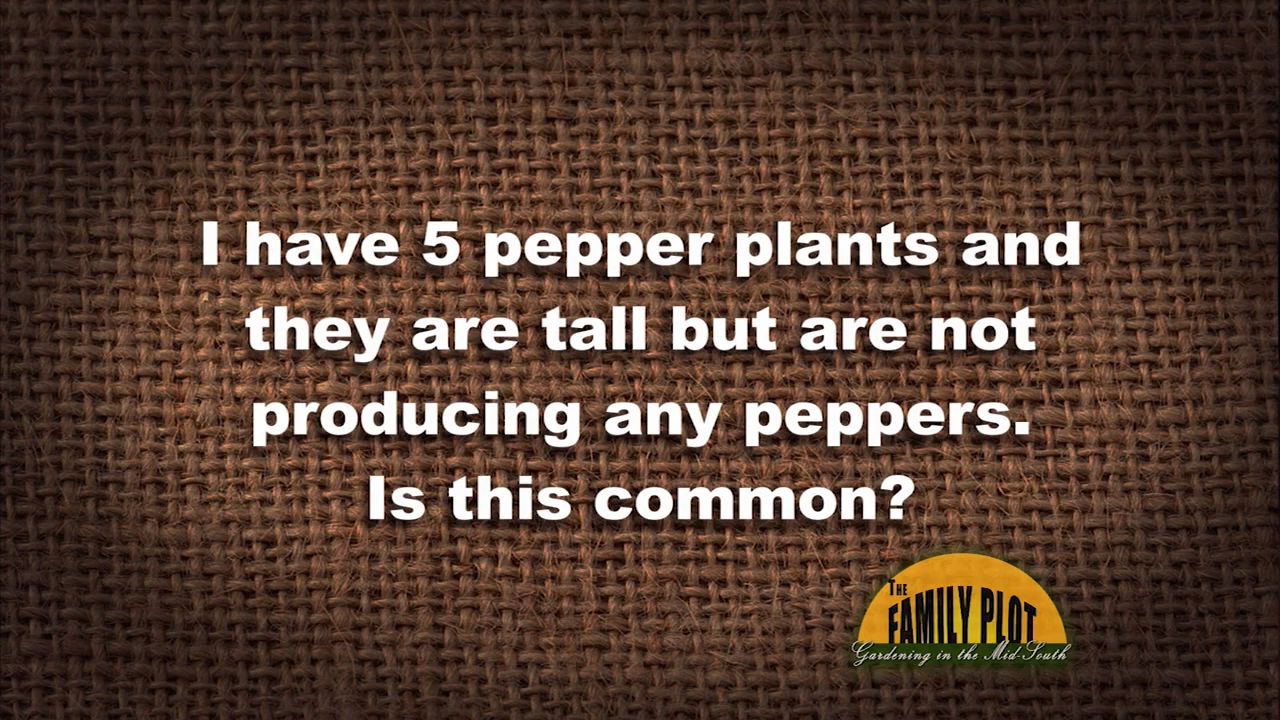 I have 5 pepper plants and
they are tall but are not
producing any peppers.
Is this common?
THE
FAMILY PLOT
Gardening in the Mid-South